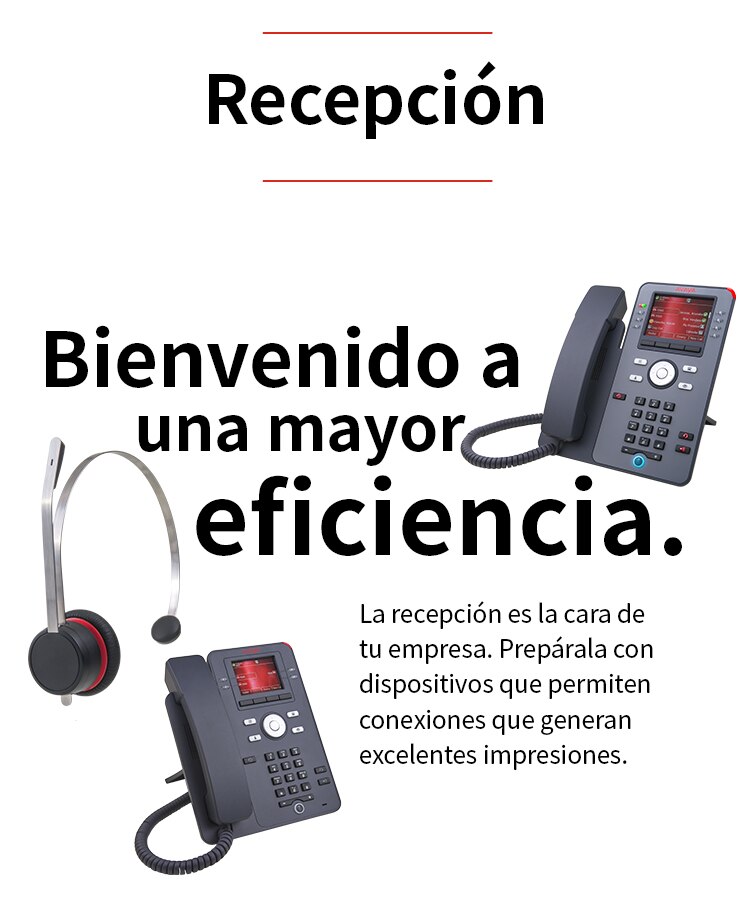 Recepción
Bienvenido a
una mayor
eficiencia.
La recepción es la cara de
tu empresa. Prepárala con
dispositivos que permiten
conexiones que generan
excelentes impresiones.
AVAYA